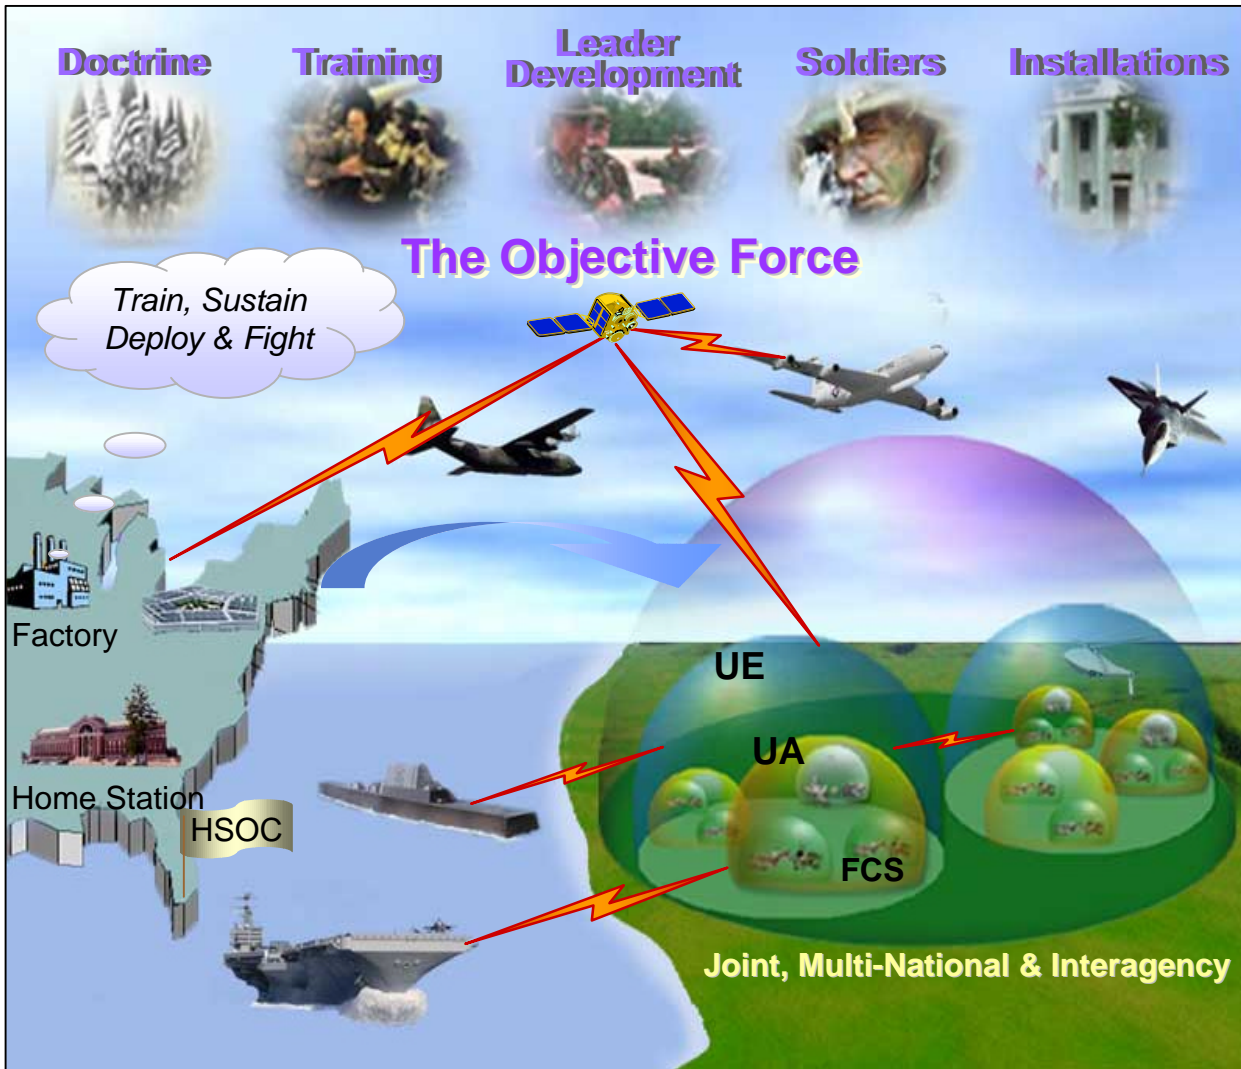 Doctrine
Training
Leader
Development
Soldiers
Installations
The Objective Force
Train, Sustain
Deploy & Fight
Factory
UE
UA
Home Station
HSOC
FCS
Joint, Multi-National & Interagency